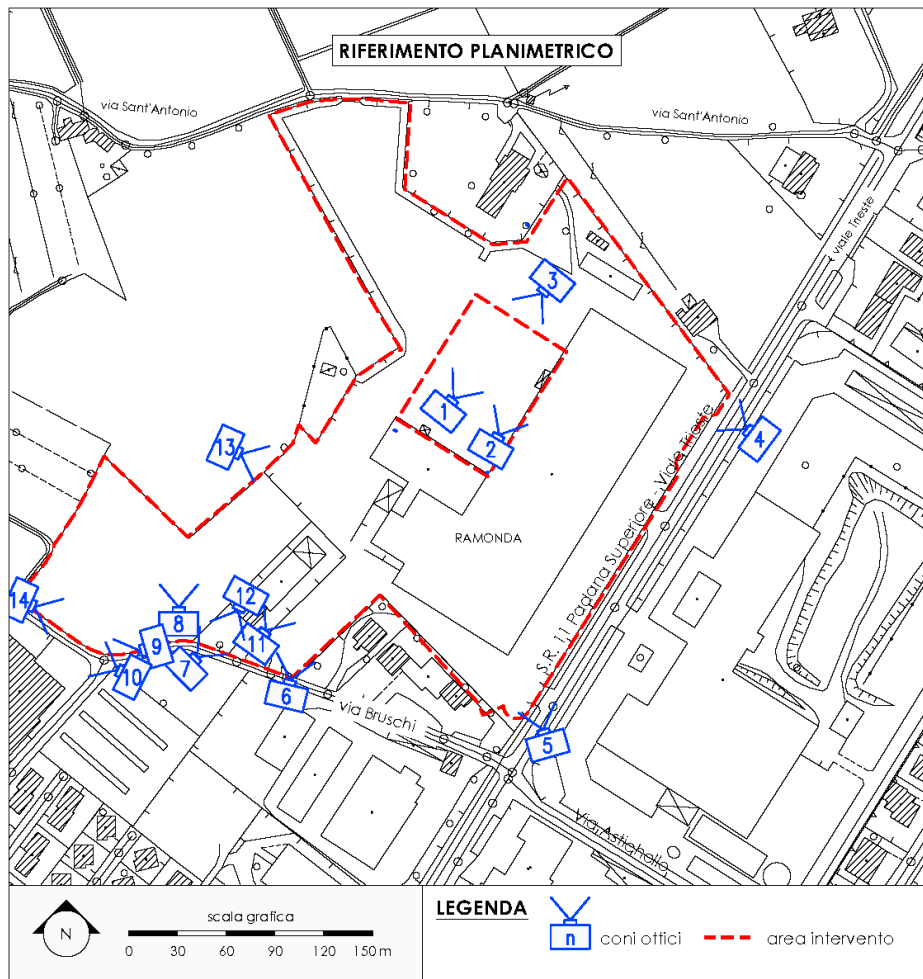 RIFERIMENTO PLANIMETRICO
via Sant'Antonio
via Sant'Antonio
viale Trieste
3
1
2
4
13
S.R. 11 Padana Superiore - Viale Trieste
RAMONDA
14
12
8
11
9
7
10
6
via Bruschi
5
Via Astichello
N
scala grafica
0 30 60 90 120 150 m
LEGENDA
n coni ottici
area intervento